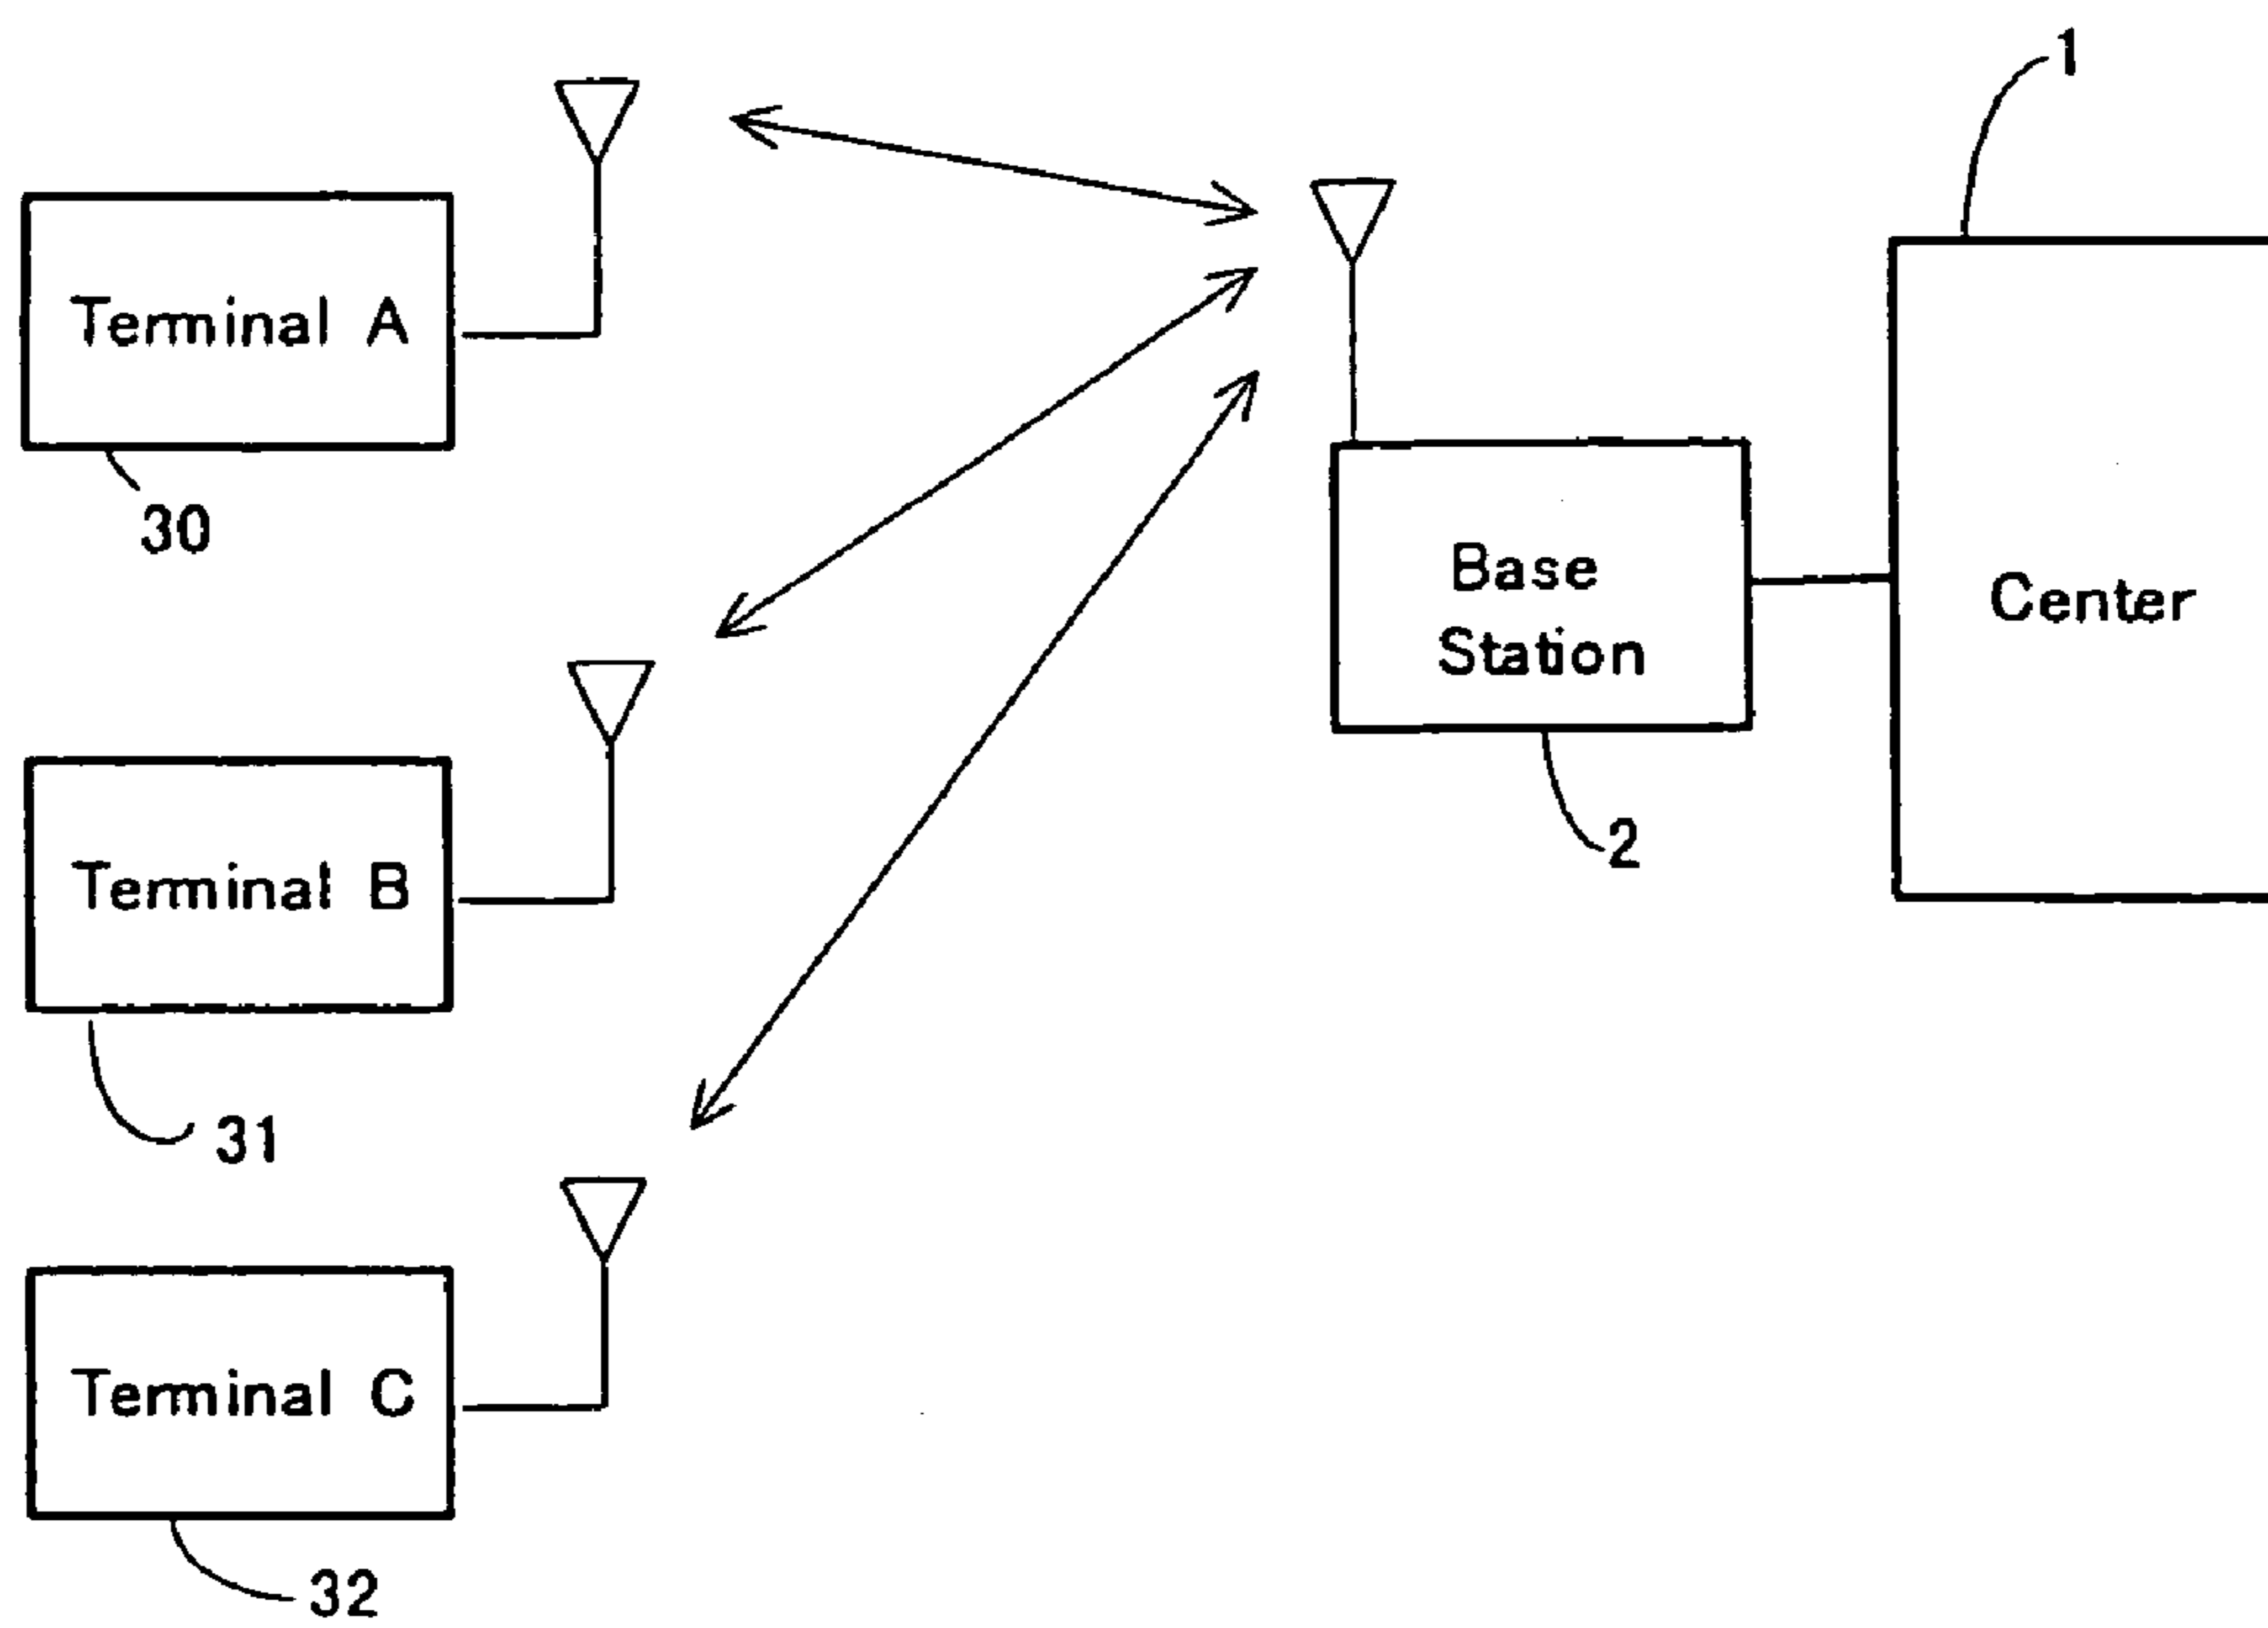 1
Terminal A
30
Base
Station
Center
2
Terminal B
31
Terminal C
32